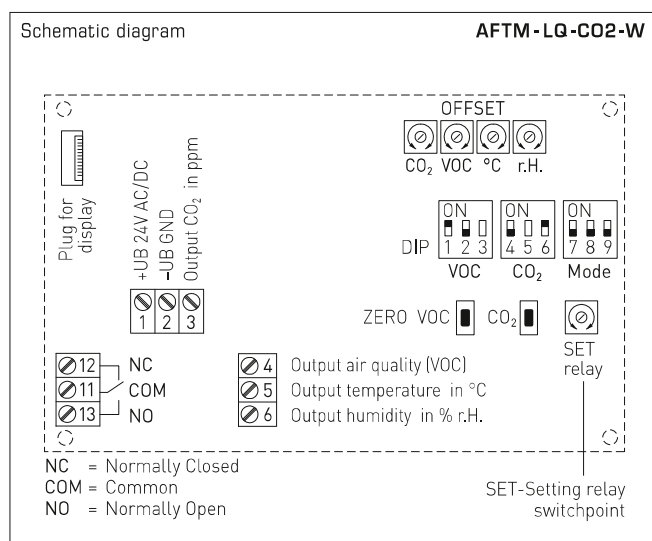 Schematic diagram AFTM-LQ-CO2-W
OFFSET
CO₂ VOC °C r.H.
Plug for
display
+UB 24V AC/DC
-UB GND
Output CO₂ in ppm
ON ON ON
DIP 1 2 3 4 5 6 7 8 9
VOC CO₂ Mode
1 2 3
ZERO VOC CO₂
SET
relay
12 NC
11 COM
13 NO
4 Output air quality (VOC)
5 Output temperature in °C
6 Output humidity in % r.H.
NC = Normally Closed
COM = Common
NO = Normally Open
SET-Setting relay
switchpoint